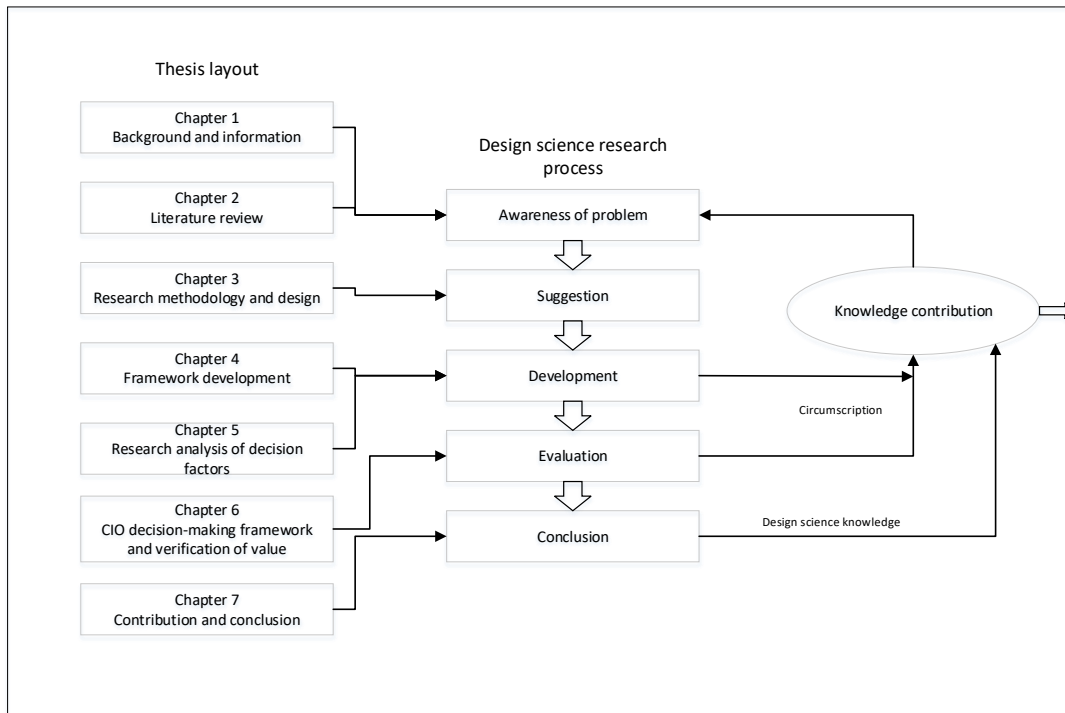 Thesis layout
Chapter 1
Background and information
Chapter 2
Literature review
Chapter 3
Research methodology and design
Chapter 4
Framework development
Chapter 5
Research analysis of decision
factors
Chapter 6
CIO decision-making framework
and verification of value
Chapter 7
Contribution and conclusion
Design science research
process
Awareness of problem
Suggestion
Development
Evaluation
Conclusion
Knowledge contribution
Circumscription
Design science knowledge